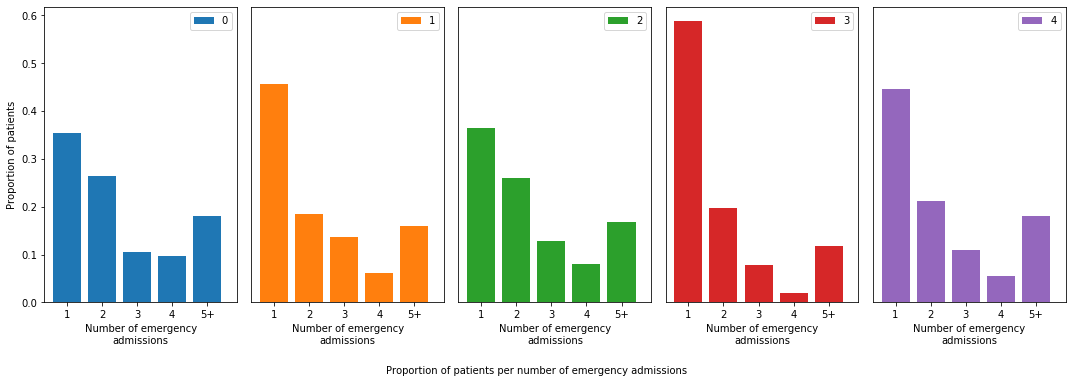 0
1
2
3
4
Proportion of patients
0.6
0.5
0.4
0.3
0.2
0.1
0.0
1 2 3 4 5+
1 2 3 4 5+
1 2 3 4 5+
1 2 3 4 5+
1 2 3 4 5+
Number of emergency
admissions
Number of emergency
admissions
Number of emergency
admissions
Number of emergency
admissions
Number of emergency
admissions
Proportion of patients per number of emergency admissions